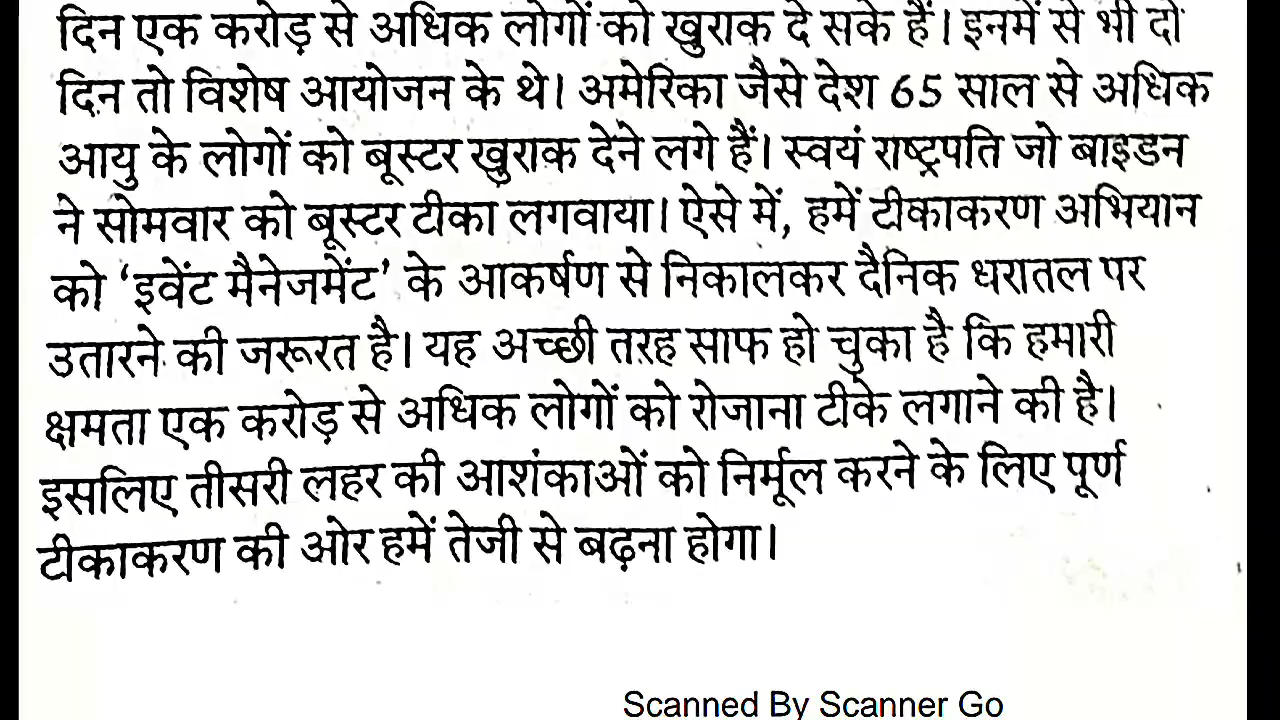 दिन एक करोड़ से अधिक लोगों को खुराक दे सके हैं। इनमें से भी दो
दिन तो विशेष आयोजन के थे। अमेरिका जैसे देश 65 साल से अधिक
आयु के लोगों को बूस्टर खुराक देने लगे हैं। स्वयं राष्ट्रपति जो बाइडन
ने सोमवार को बूस्टर टीका लगवाया। ऐसे में, हमें टीकाकरण अभियान
को ‘इवेंट मैनेजमेंट’ के आकर्षण से निकालकर दैनिक धरातल पर
उतारने की जरूरत है। यह अच्छी तरह साफ हो चुका है कि हमारी
क्षमता एक करोड़ से अधिक लोगों को रोजाना टीके लगाने की है।
इसलिए तीसरी लहर की आशंकाओं को निर्मूल करने के लिए पूर्ण
टीकाकरण की ओर हमें तेजी से बढ़ना होगा।
Scanned By Scanner Go